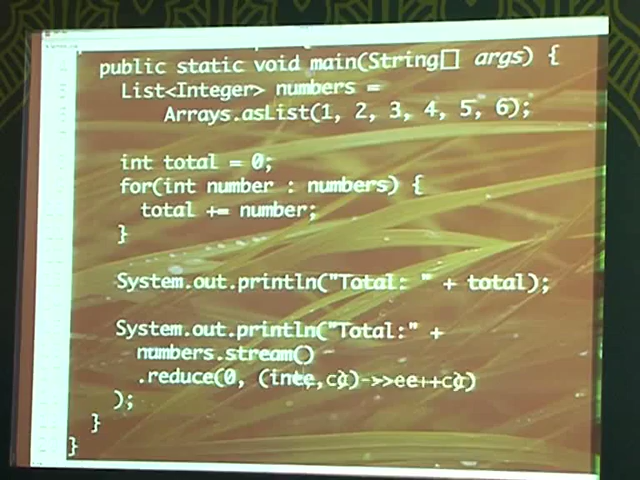 public static void main(String[] args) {
List<Integer> numbers =
Arrays.asList(1, 2, 3, 4, 5, 6);
int total = 0;
for(int number : numbers) {
total += number;
}
System.out.println("Total: " + total);
System.out.println("Total:" +
numbers.stream()
.reduce(0,
);
}
}